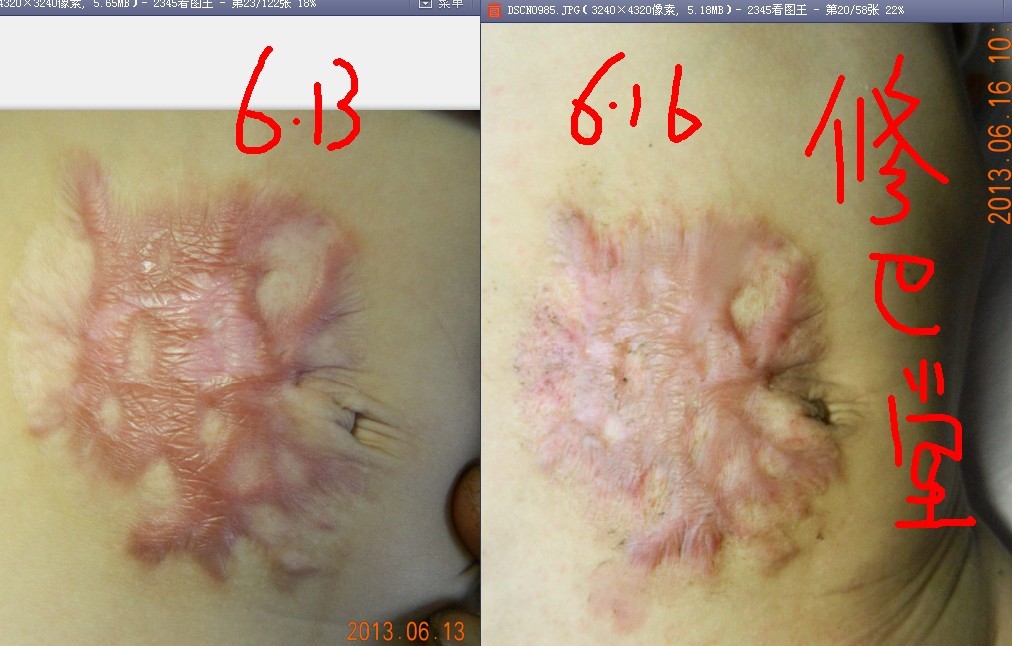 4320×3240像素, 5.65MB) - 2345看图王 - 第23/122张 18%
菜单
DSCN0985.JPG (3240×4320像素, 5.18MB) - 2345看图王 - 第20/58张 22%
6.13
6.16
修巴堂
2013.06.13
2013.06.16 10: